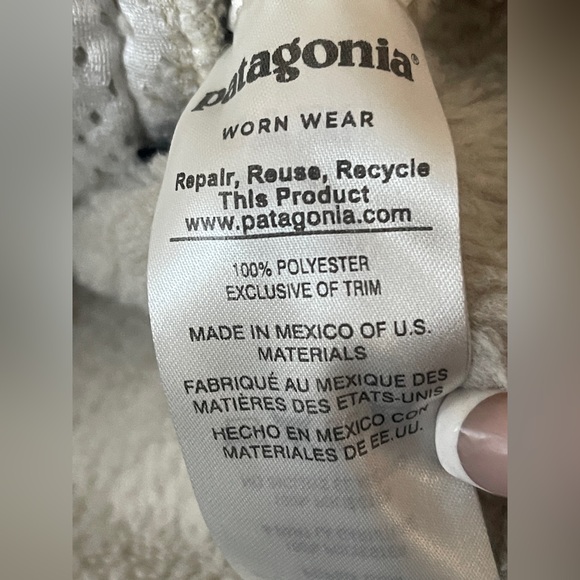 patagonia®
WORN WEAR
Repair, Reuse, Recycle
This Product
www.patagonia.com
100% POLYESTER
EXCLUSIVE OF TRIM
MADE IN MEXICO OF U.S.
MATERIALS
FABRIQUÉ AU MEXIQUE DES
MATIÈRES DES ETATS-UNIS
HECHO EN MEXICO CON
MATERIALES DE EE.UU.